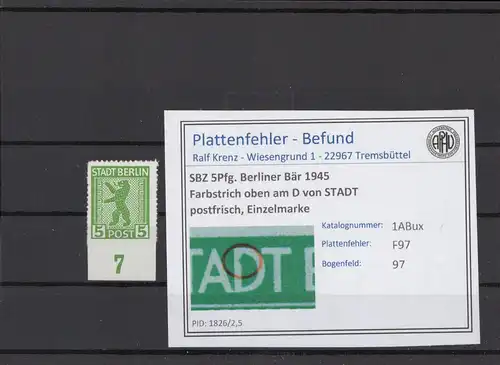 STADT BERLIN
5 POST 5
7
Plattenfehler - Befund
Ralf Krenz - Wiesengrund 1 - 22967 Tremsbüttel
SBZ 5Pfg. Berliner Bär 1945
Farbstrich oben am D von STADT
postfrisch, Einzelmarke
Katalognummer: 1ABux
Plattenfehler: F97
Bogenfeld: 97
TADT B
PID: 1826/2,5